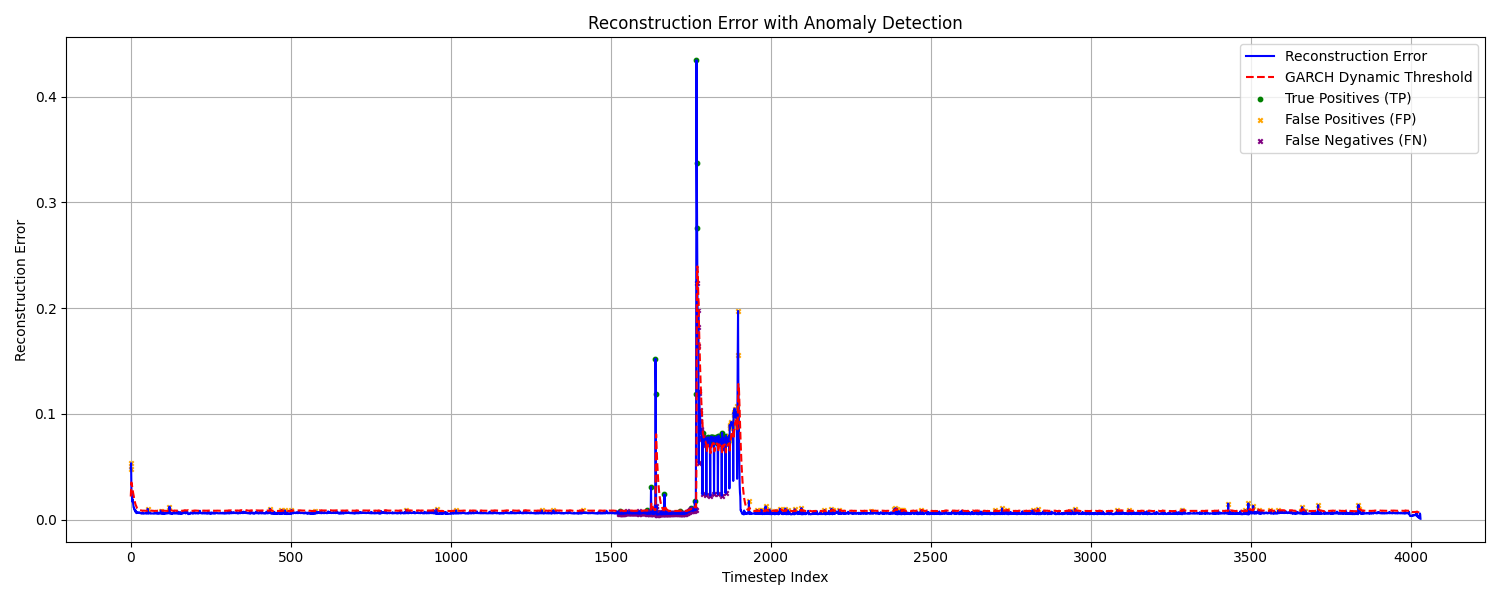 Reconstruction Error with Anomaly Detection
Reconstruction Error
GARCH Dynamic Threshold
True Positives (TP)
False Positives (FP)
False Negatives (FN)
Reconstruction Error
0.4
0.3
0.2
0.1
0.0
0 500 1000 1500 2000 2500 3000 3500 4000
Timestep Index